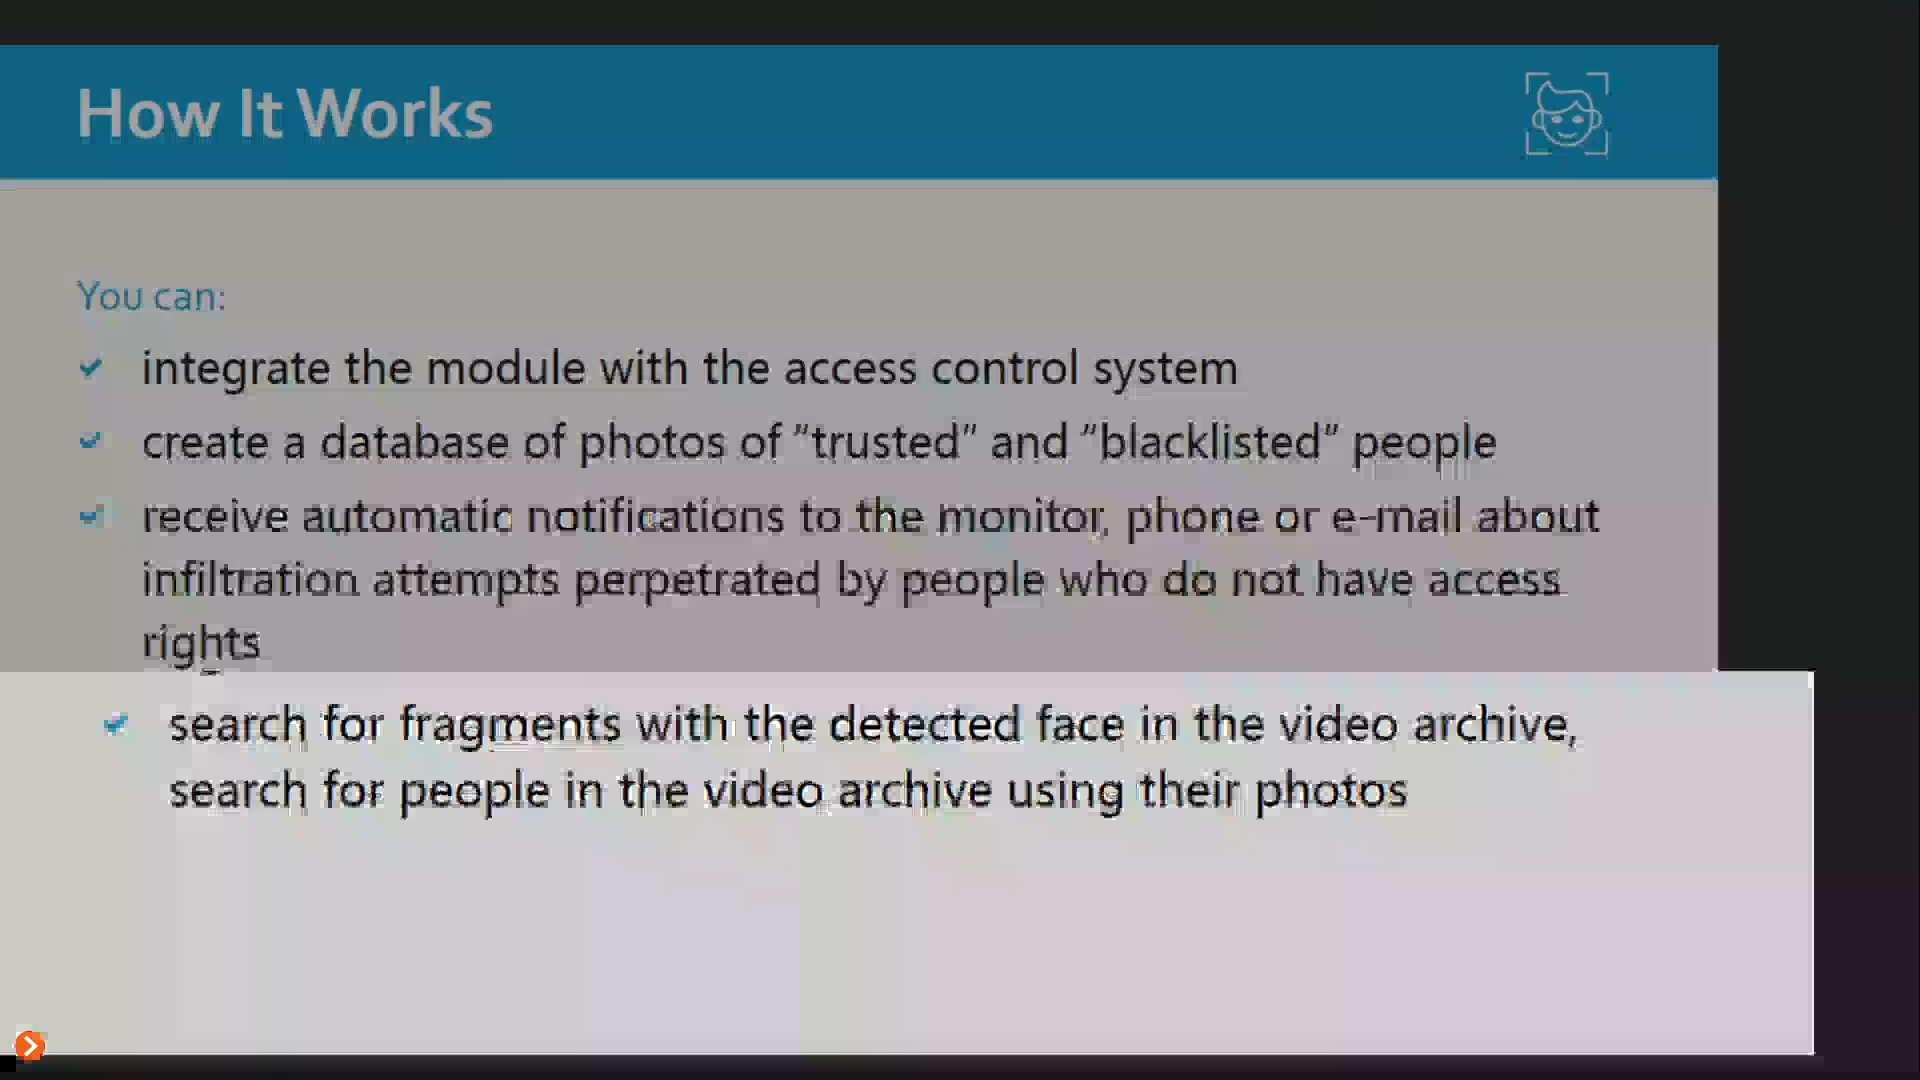 How It Works
You can:
integrate the module with the access control system
create a database of photos of “trusted” and “blacklisted” people
receive automatic notifications to the monitor, phone or e-mail about
infiltration attempts perpetrated by people who do not have access
rights
search for fragments with the detected face in the video archive,
search for people in the video archive using their photos